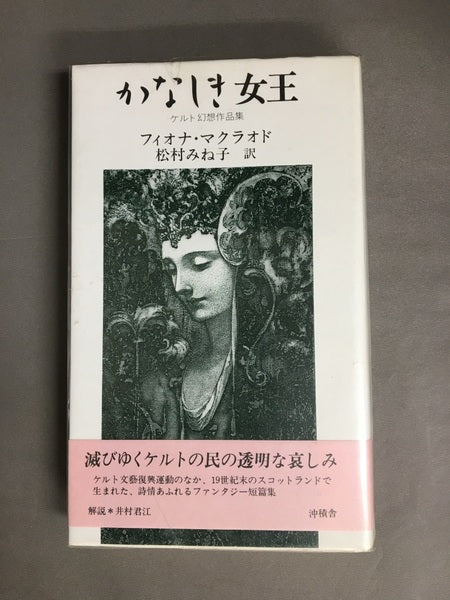 かなしき女王
ケルト幻想作品集
フィオナ・マクラオド
松村みね子 訳
滅びゆくケルトの民の透明な哀しみ
ケルト文藝復興運動のなか、19世紀末のスコットランドで
生まれた、詩情あふれるファンタジー短篇集
解説＊井村君江
沖積舎